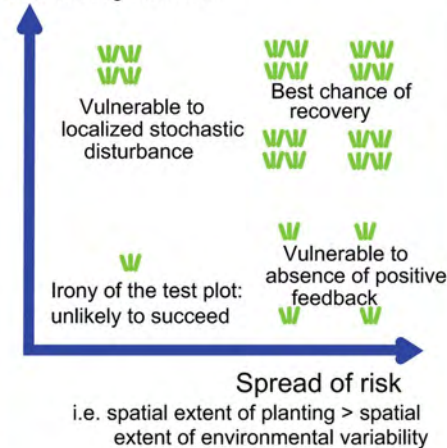 Vulnerable to
localized stochastic
disturbance
Best chance of
recovery
Irony of the test plot:
unlikely to succeed
Vulnerable to
absence of positive
feedback
Spread of risk
i.e. spatial extent of planting > spatial
extent of environmental variability